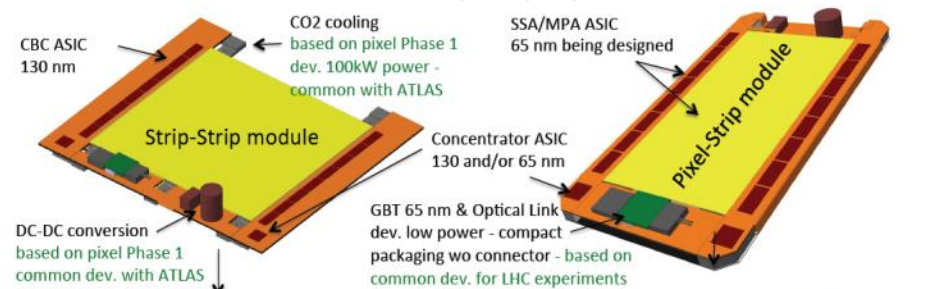 CBC ASIC
130 nm
CO2 cooling
based on pixel Phase 1
dev. 100kW power -
common with ATLAS
Strip-Strip module
DC-DC conversion
based on pixel Phase 1
common dev. with ATLAS
SSA/MPA ASIC
65 nm being designed
Pixel-Strip module
Concentrator ASIC
130 and/or 65 nm
GBT 65 nm & Optical Link
dev. low power - compact
packaging wo connector - based on
common dev. for LHC experiments